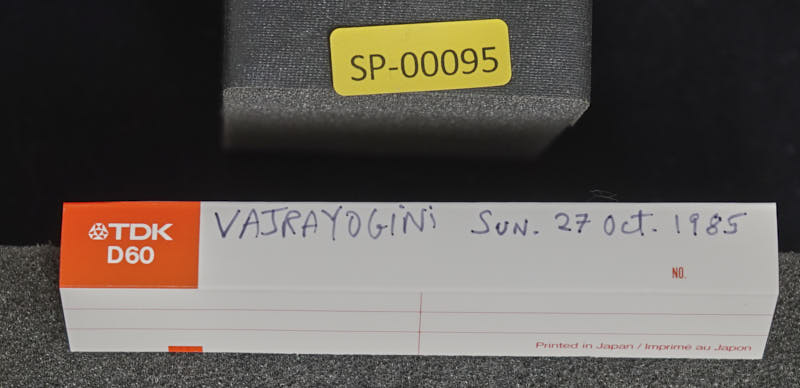 SP-00095
TDK
D60
VAJRAYOGiNi SUN. 27 Oct. 1985
NO.
Printed in Japan / Imprimé au Japon